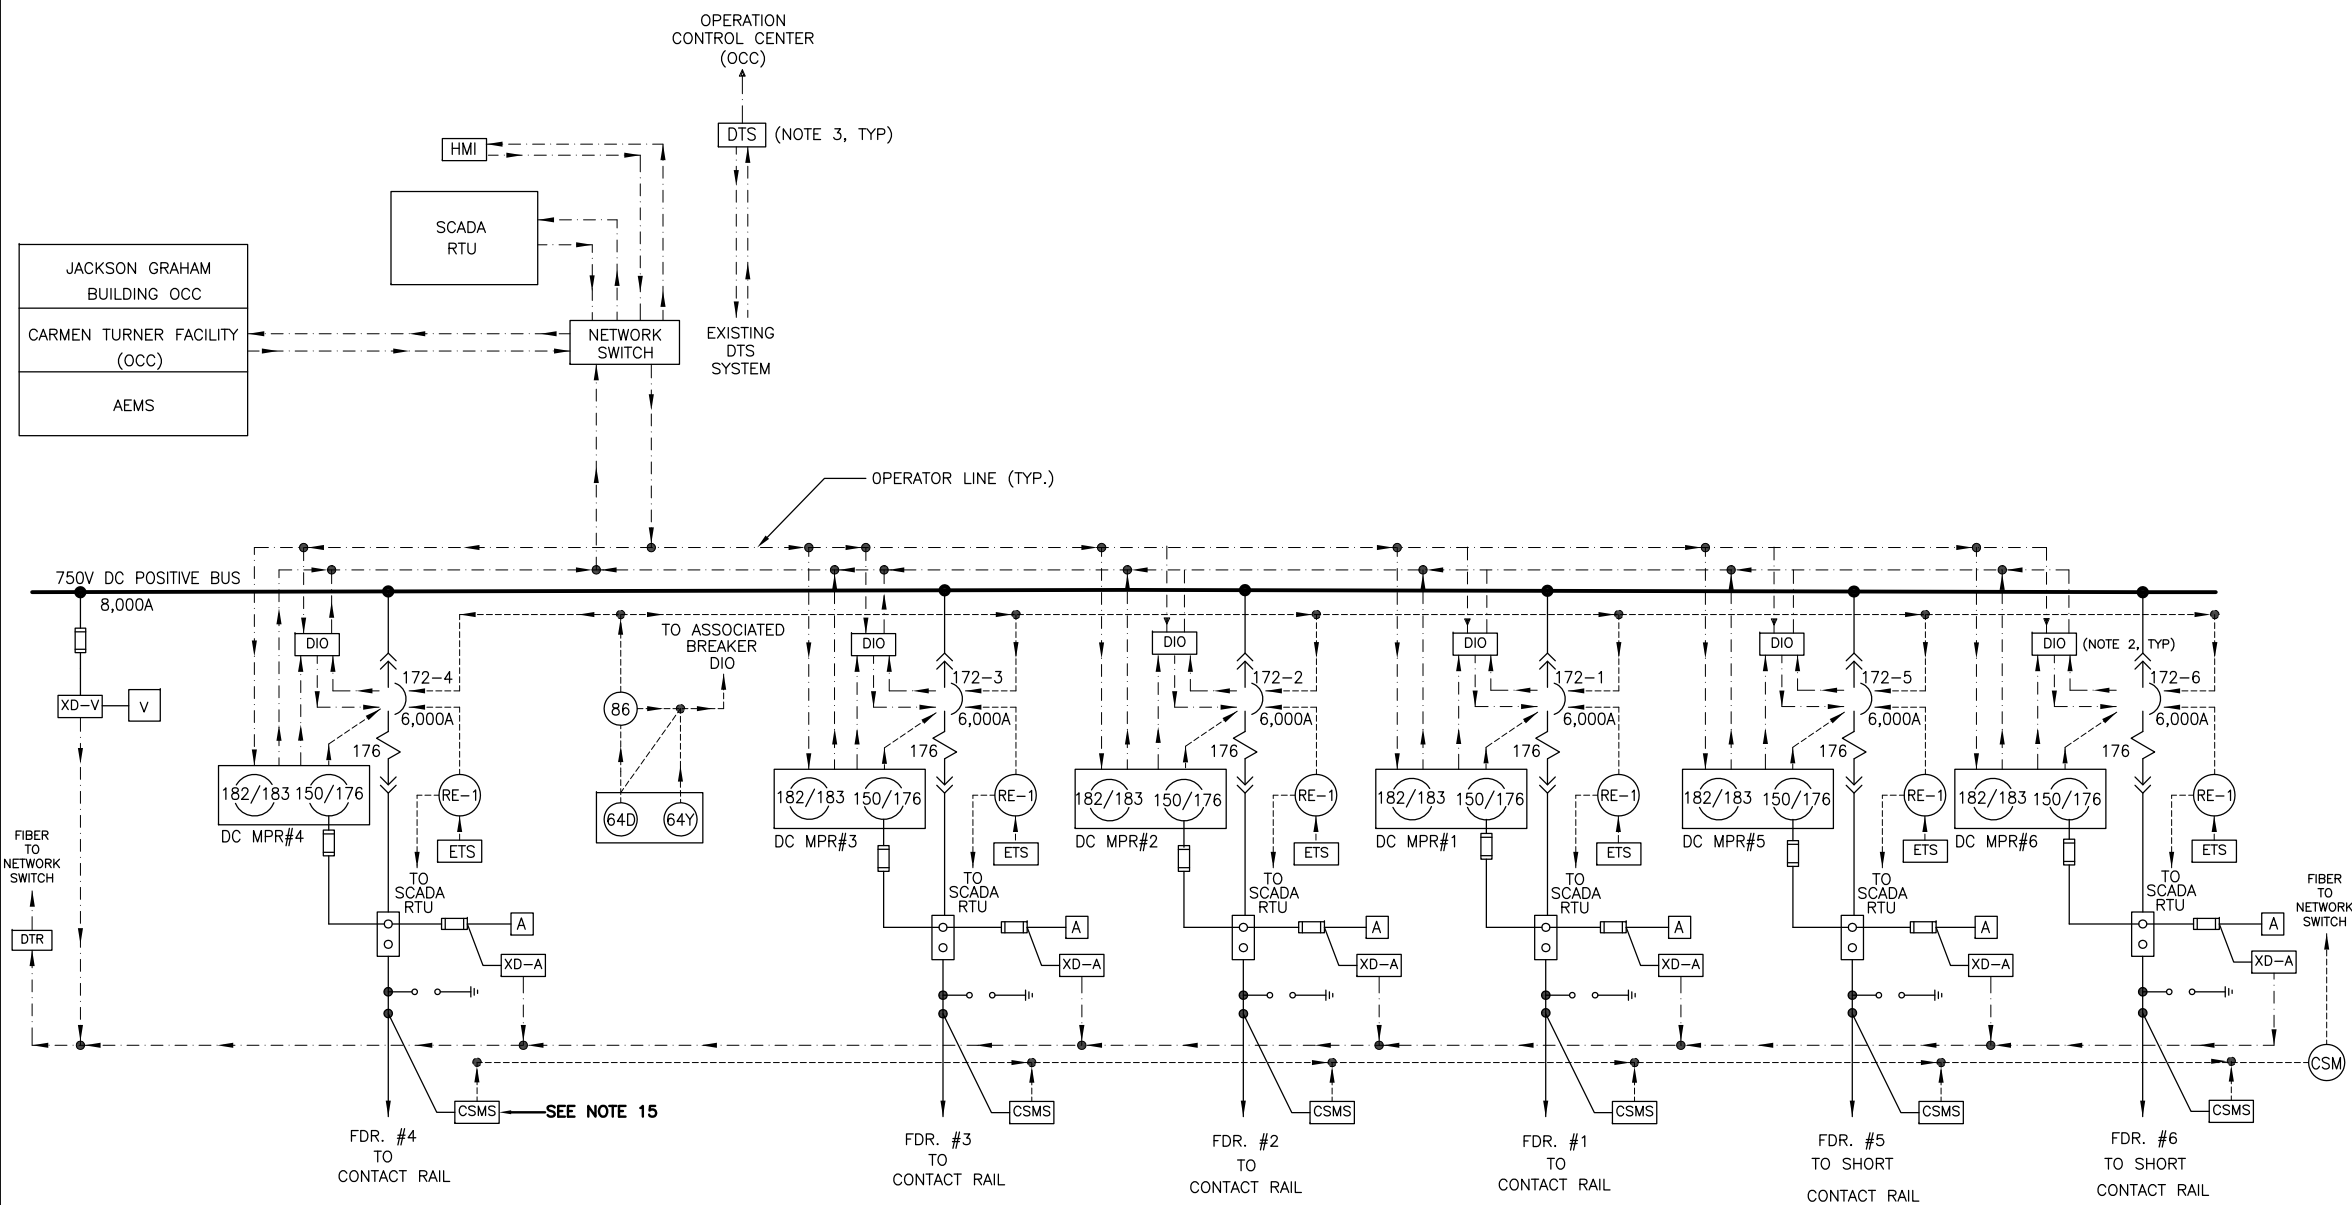 OPERATION
CONTROL CENTER
(OCC)
DTS (NOTE 3, TYP)
HMI
SCADA
RTU
JACKSON GRAHAM
BUILDING OCC
CARMEN TURNER FACILITY
(OCC)
AEMS
NETWORK
SWITCH
EXISTING
DTS
SYSTEM
OPERATOR LINE (TYP.)
750V DC POSITIVE BUS
8,000A
TO ASSOCIATED
BREAKER
DIO
DIO
DIO
DIO
DIO
DIO
DIO (NOTE 2, TYP)
172-4
172-3
172-2
172-1
172-5
172-6
XD-V
V
86
6,000A
6,000A
6,000A
6,000A
6,000A
6,000A
176
176
176
176
176
176
182/183 150/176
182/183 150/176
182/183 150/176
182/183 150/176
182/183 150/176
182/183 150/176
RE-1
RE-1
RE-1
RE-1
RE-1
RE-1
64D
64Y
DC MPR#4
DC MPR#3
DC MPR#2
DC MPR#1
DC MPR#5
DC MPR#6
ETS
ETS
ETS
ETS
ETS
ETS
FIBER
TO
NETWORK
SWITCH
TO
SCADA
RTU
TO
SCADA
RTU
TO
SCADA
RTU
TO
SCADA
RTU
TO
SCADA
RTU
TO
SCADA
RTU
FIBER
TO
NETWORK
SWITCH
DTR
A
A
A
A
A
A
XD-A
XD-A
XD-A
XD-A
XD-A
XD-A
CSM
CSMS
SEE NOTE 15
CSMS
CSMS
CSMS
CSMS
CSMS
FDR. #4
TO
CONTACT RAIL
FDR. #3
TO
CONTACT RAIL
FDR. #2
TO
CONTACT RAIL
FDR. #1
TO
CONTACT RAIL
FDR. #5
TO SHORT
CONTACT RAIL
FDR. #6
TO SHORT
CONTACT RAIL